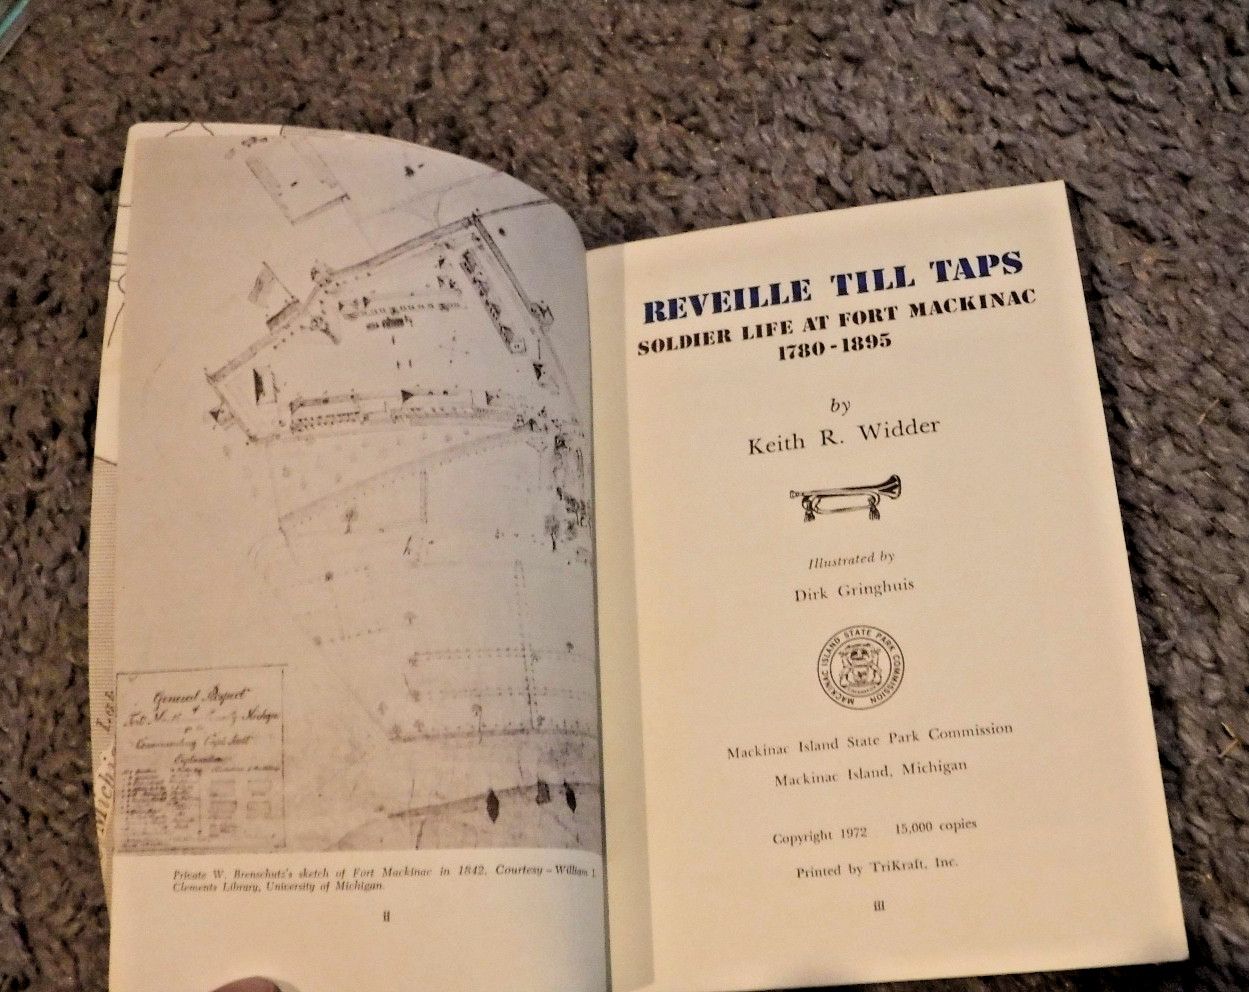 General Prospect
of
Explanation
Private W. Brenschutz's sketch of Fort Mackinac in 1842. Courtesy – William
Clements Library, University of Michigan.
ii
REVEILLE TILL TAPS
SOLDIER LIFE AT FORT MACKINAC
1780 - 1895
by
Keith R. Widder
Illustrated by
Dirk Gringhuis
MACKINAC ISLAND STATE PARK COMMISSION
Mackinac Island State Park Commission
Mackinac Island, Michigan
Copyright 1972 15,000 copies
Printed by TriKraft, Inc.
iii